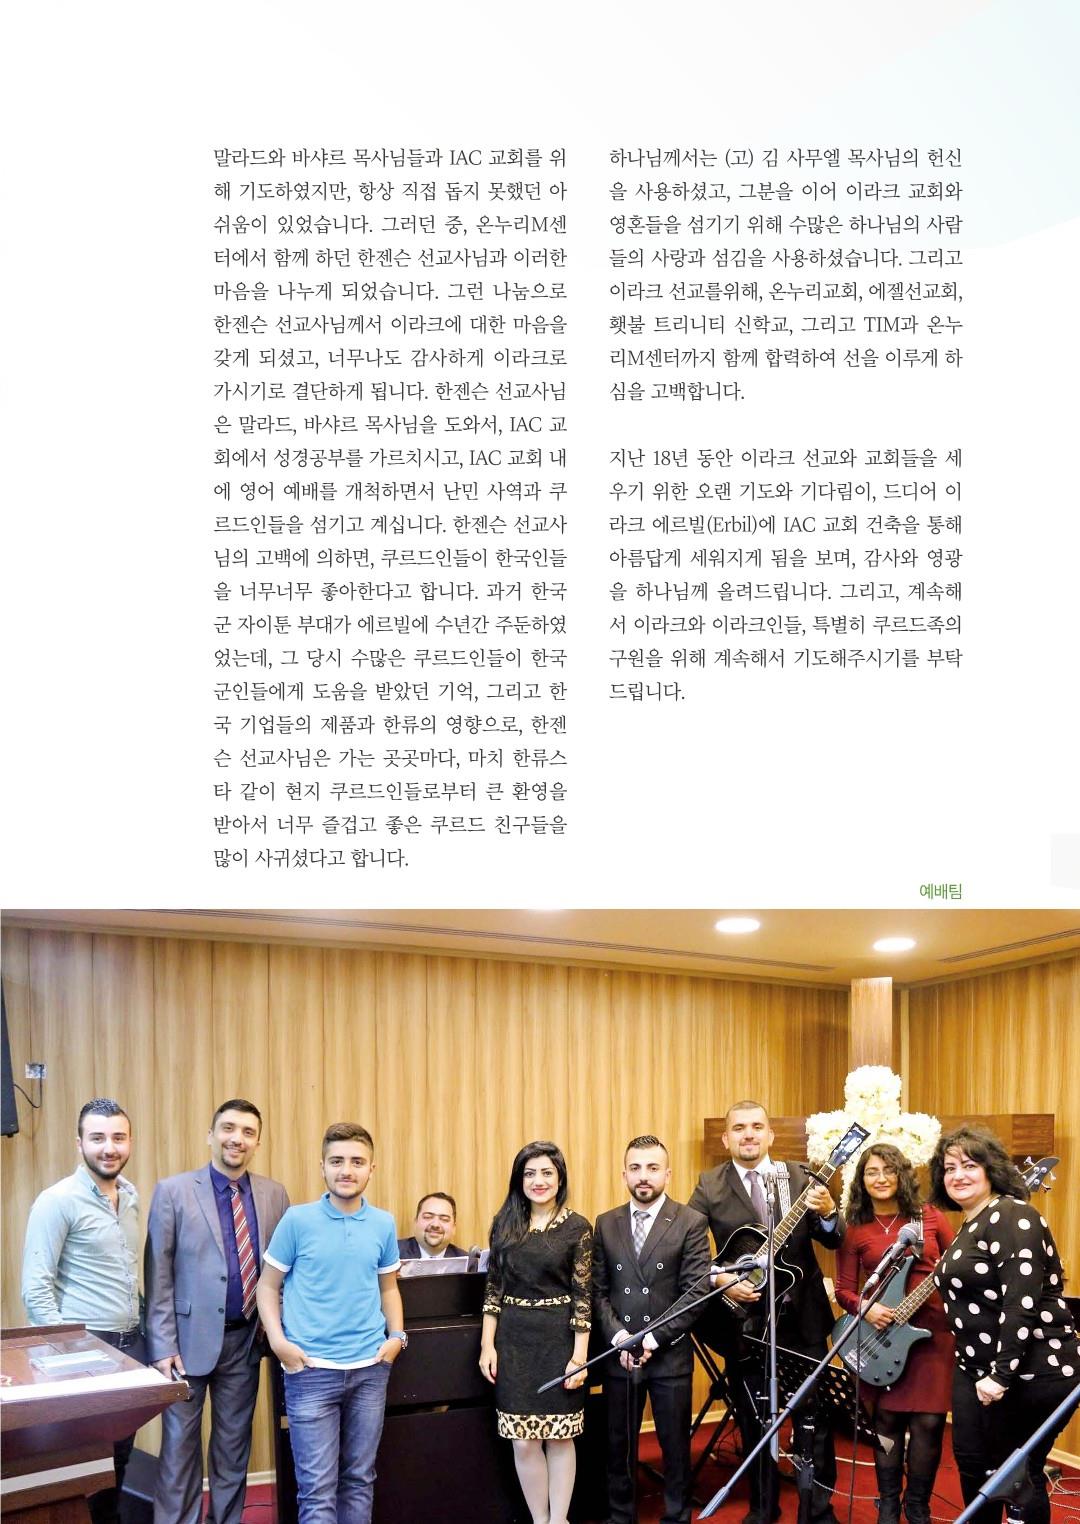 말라드와 바샤르 목사님들과 IAC 교회를 위
해 기도하였지만, 항상 직접 돕지 못했던 아
쉬움이 있었습니다. 그러던 중, 온누리M센
터에서 함께 하던 한젠슨 선교사님과 이러한
마음을 나누게 되었습니다. 그런 나눔으로
한젠슨 선교사님께서 이라크에 대한 마음을
갖게 되셨고, 너무나도 감사하게 이라크로
가시기로 결단하게 됩니다. 한젠슨 선교사님
은 말라드, 바샤르 목사님을 도와서, IAC 교
회에서 성경공부를 가르치시고, IAC 교회 내
에 영어 예배를 개척하면서 난민 사역과 쿠
르드인들을 섬기고 계십니다. 한젠슨 선교사
님의 고백에 의하면, 쿠르드인들이 한국인들
을 너무너무 좋아한다고 합니다. 과거 한국
군 자이툰 부대가 에르빌에 수년간 주둔하였
었는데, 그 당시 수많은 쿠르드인들이 한국
군인들에게 도움을 받았던 기억, 그리고 한
국 기업들의 제품과 한류의 영향으로, 한젠
슨 선교사님은 가는 곳곳마다, 마치 한류스
타 같이 현지 쿠르드인들로부터 큰 환영을
받아서 너무 즐겁고 좋은 쿠르드 친구들을
많이 사귀셨다고 합니다.
하나님께서는 (고) 김 사무엘 목사님의 헌신
을 사용하셨고, 그분을 이어 이라크 교회와
영혼들을 섬기기 위해 수많은 하나님의 사람
들의 사랑과 섬김을 사용하셨습니다. 그리고
이라크 선교를위해, 온누리교회, 에젤선교회,
횃불 트리니티 신학교, 그리고 TIM과 온누
리M센터까지 함께 합력하여 선을 이루게 하
심을 고백합니다.
지난 18년 동안 이라크 선교와 교회들을 세
우기 위한 오랜 기도와 기다림이, 드디어 이
라크 에르빌(Erbil)에 IAC 교회 건축을 통해
아름답게 세워지게 됨을 보며, 감사와 영광
을 하나님께 올려드립니다. 그리고, 계속해
서 이라크와 이라크인들, 특별히 쿠르드족의
구원을 위해 계속해서 기도해주시기를 부탁
드립니다.
예배팀